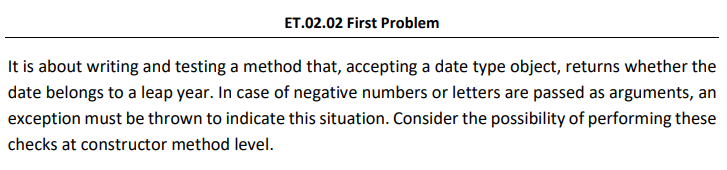 ET.02.02 First Problem
It is about writing and testing a method that, accepting a date type object, returns whether the
date belongs to a leap year. In case of negative numbers or letters are passed as arguments, an
exception must be thrown to indicate this situation. Consider the possibility of performing these
checks at constructor method level.